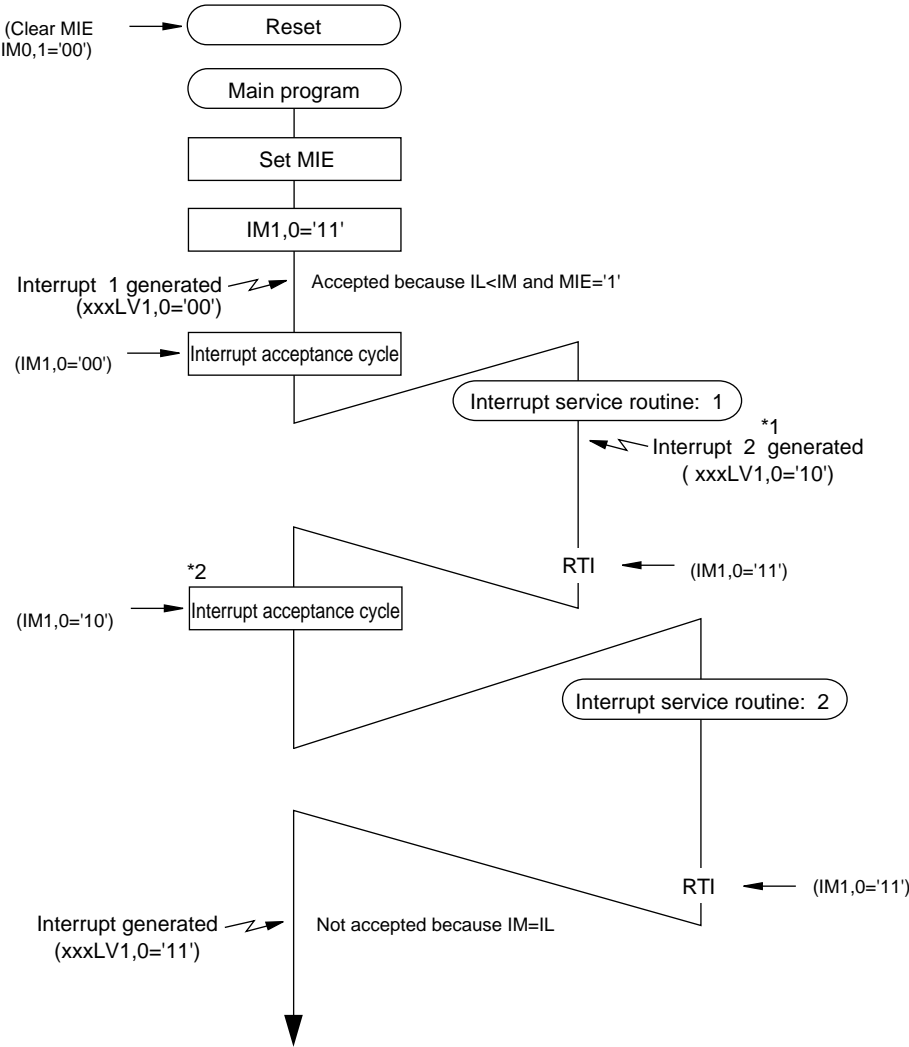 (Clear MIE
IM0,1='00')
Reset
Main program
Set MIE
IM1,0='11'
Interrupt 1 generated
(xxxLV1,0='00')
Accepted because IL<IM and MIE='1'
(IM1,0='00')
Interrupt acceptance cycle
Interrupt service routine: 1
*1
Interrupt 2 generated
( xxxLV1,0='10')
RTI
(IM1,0='11')
*2
(IM1,0='10')
Interrupt acceptance cycle
Interrupt service routine: 2
RTI
(IM1,0='11')
Interrupt generated
(xxxLV1,0='11')
Not accepted because IM=IL